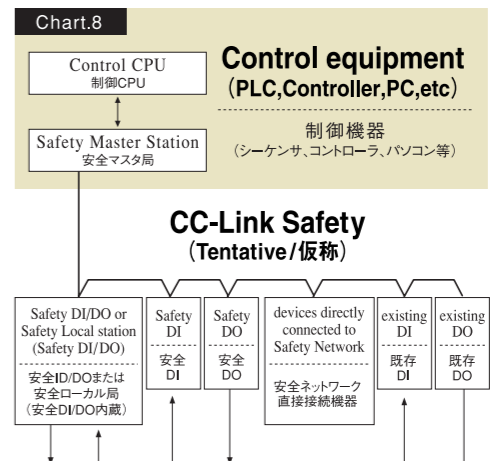 Chart.8
Control CPU
制御CPU
Safety Master Station
安全マスタ局
Control equipment
(PLC,Controller,PC,etc)
制御機器
(シーケンサ、コントローラ、パソコン等)
CC-Link Safety
(Tentative/仮称)
Safety DI/DO or
Safety Local station
(Safety DI/DO)
安全ID/DOまたは
安全ローカル局
(安全DI/DO内蔵)
Safety
DI
安全
DI
Safety
DO
安全
DO
devices directly
connected to
Safety Network
安全ネットワーク
直接接続機器
existing
DI
既存
DI
existing
DO
既存
DO